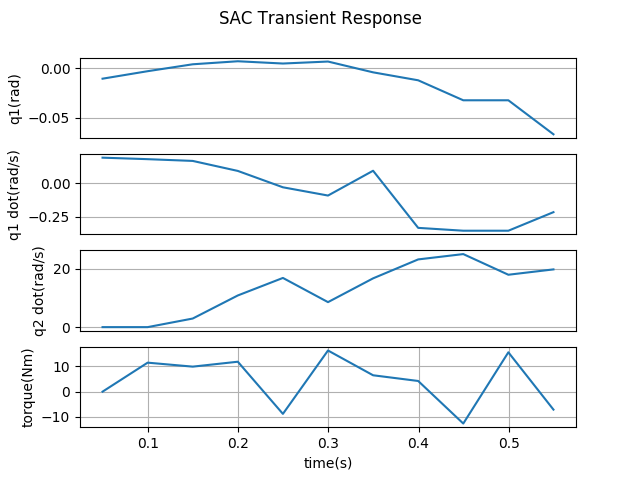 SAC Transient Response
q1(rad)
0.00
−0.05
q1 dot(rad/s)
0.00
−0.25
q2 dot(rad/s)
20
0
torque(Nm)
10
0
−10
0.1 0.2 0.3 0.4 0.5
time(s)